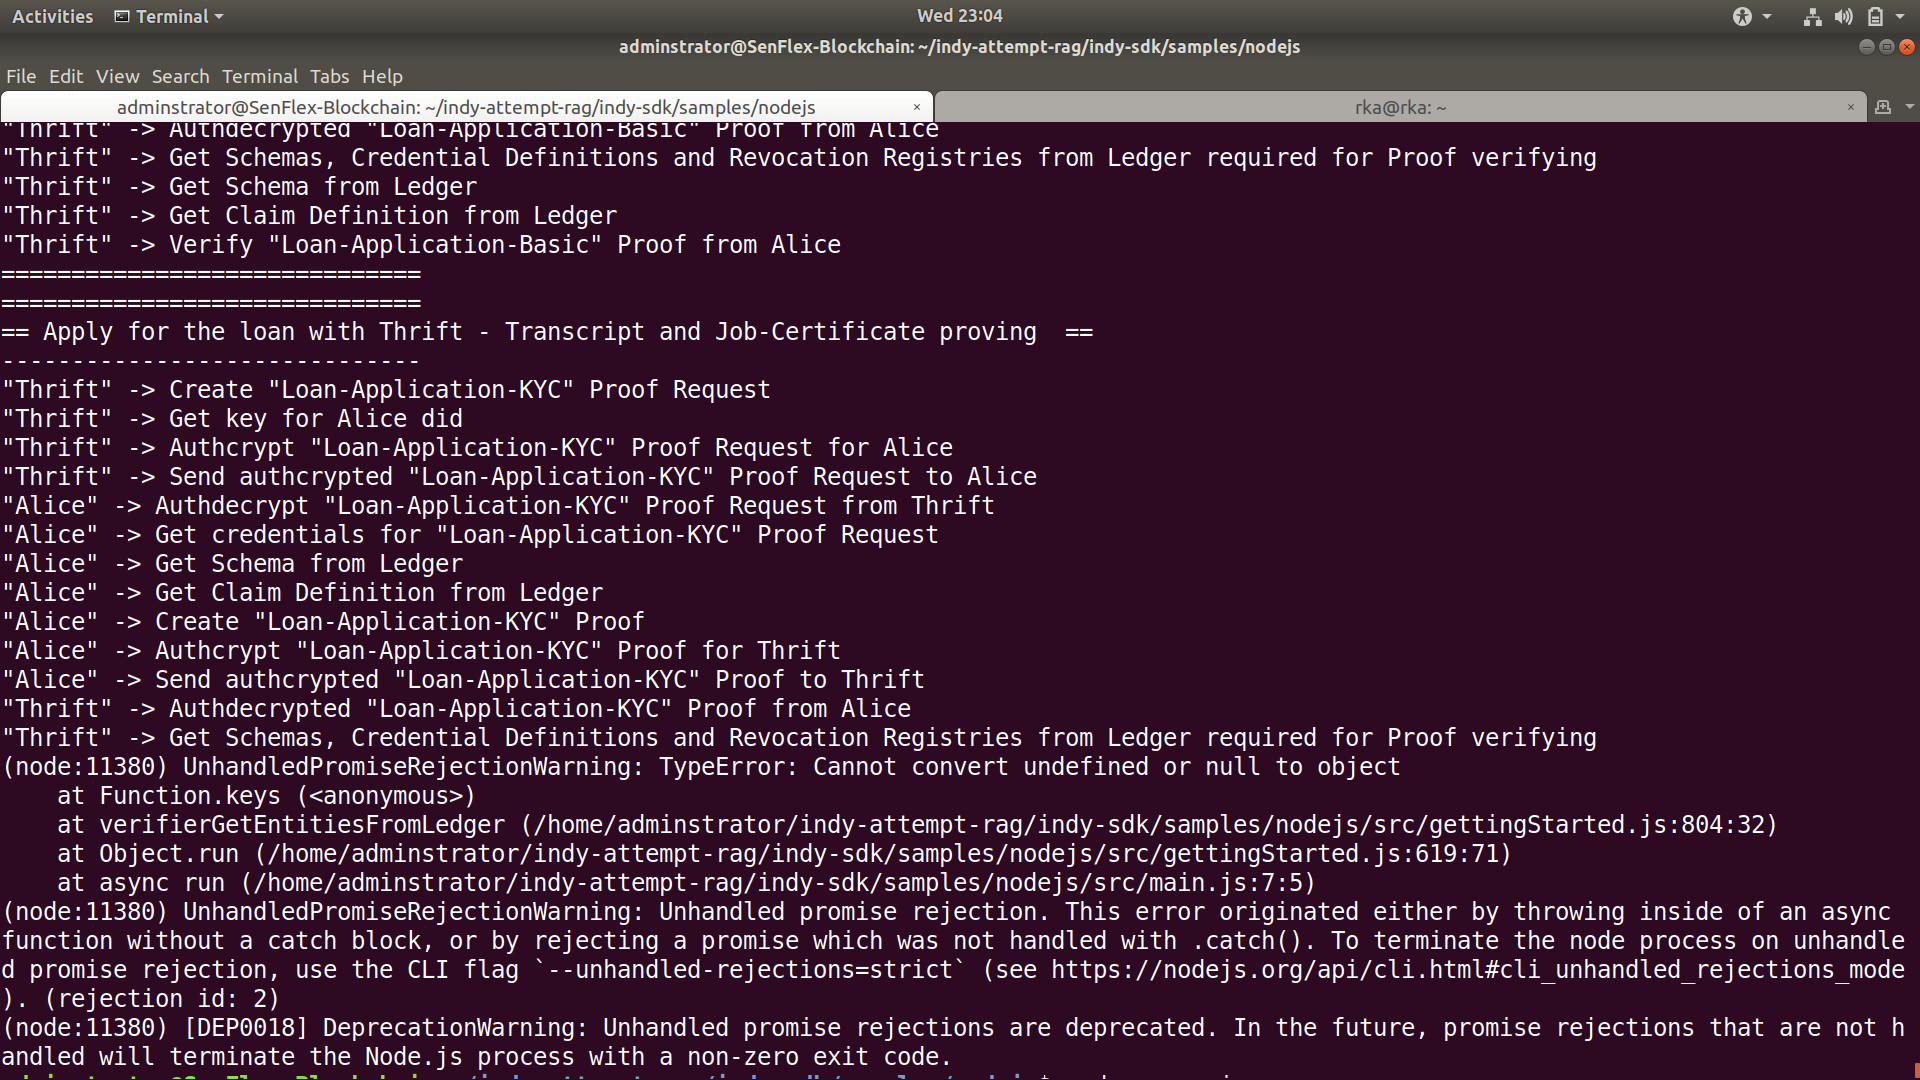 Activities Terminal Wed 23:04
adminstrator@SenFlex-Blockchain: ~/indy-attempt-rag/indy-sdk/samples/nodejs
File Edit View Search Terminal Tabs Help
adminstrator@SenFlex-Blockchain: ~/indy-attempt-rag/indy-sdk/samples/nodejs × rka@rka: ~ ×
"Thrift" -> Authdecrypted "Loan-Application-Basic" Proof from Alice
"Thrift" -> Get Schemas, Credential Definitions and Revocation Registries from Ledger required for Proof verifying
"Thrift" -> Get Schema from Ledger
"Thrift" -> Get Claim Definition from Ledger
"Thrift" -> Verify "Loan-Application-Basic" Proof from Alice
==============================
==============================
== Apply for the loan with Thrift - Transcript and Job-Certificate proving  ==
------------------------------
"Thrift" -> Create "Loan-Application-KYC" Proof Request
"Thrift" -> Get key for Alice did
"Thrift" -> Authcrypt "Loan-Application-KYC" Proof Request for Alice
"Thrift" -> Send authcrypted "Loan-Application-KYC" Proof Request to Alice
"Alice" -> Authdecrypt "Loan-Application-KYC" Proof Request from Thrift
"Alice" -> Get credentials for "Loan-Application-KYC" Proof Request
"Alice" -> Get Schema from Ledger
"Alice" -> Get Claim Definition from Ledger
"Alice" -> Create "Loan-Application-KYC" Proof
"Alice" -> Authcrypt "Loan-Application-KYC" Proof for Thrift
"Alice" -> Send authcrypted "Loan-Application-KYC" Proof to Thrift
"Thrift" -> Authdecrypted "Loan-Application-KYC" Proof from Alice
"Thrift" -> Get Schemas, Credential Definitions and Revocation Registries from Ledger required for Proof verifying
(node:11380) UnhandledPromiseRejectionWarning: TypeError: Cannot convert undefined or null to object
    at Function.keys (<anonymous>)
    at verifierGetEntitiesFromLedger (/home/adminstrator/indy-attempt-rag/indy-sdk/samples/nodejs/src/gettingStarted.js:804:32)
    at Object.run (/home/adminstrator/indy-attempt-rag/indy-sdk/samples/nodejs/src/gettingStarted.js:619:71)
    at async run (/home/adminstrator/indy-attempt-rag/indy-sdk/samples/nodejs/src/main.js:7:5)
(node:11380) UnhandledPromiseRejectionWarning: Unhandled promise rejection. This error originated either by throwing inside of an async
function without a catch block, or by rejecting a promise which was not handled with .catch(). To terminate the node process on unhandle
d promise rejection, use the CLI flag `--unhandled-rejections=strict` (see https://nodejs.org/api/cli.html#cli_unhandled_rejections_mode
). (rejection id: 2)
(node:11380) [DEP0018] DeprecationWarning: Unhandled promise rejections are deprecated. In the future, promise rejections that are not h
andled will terminate the Node.js process with a non-zero exit code.